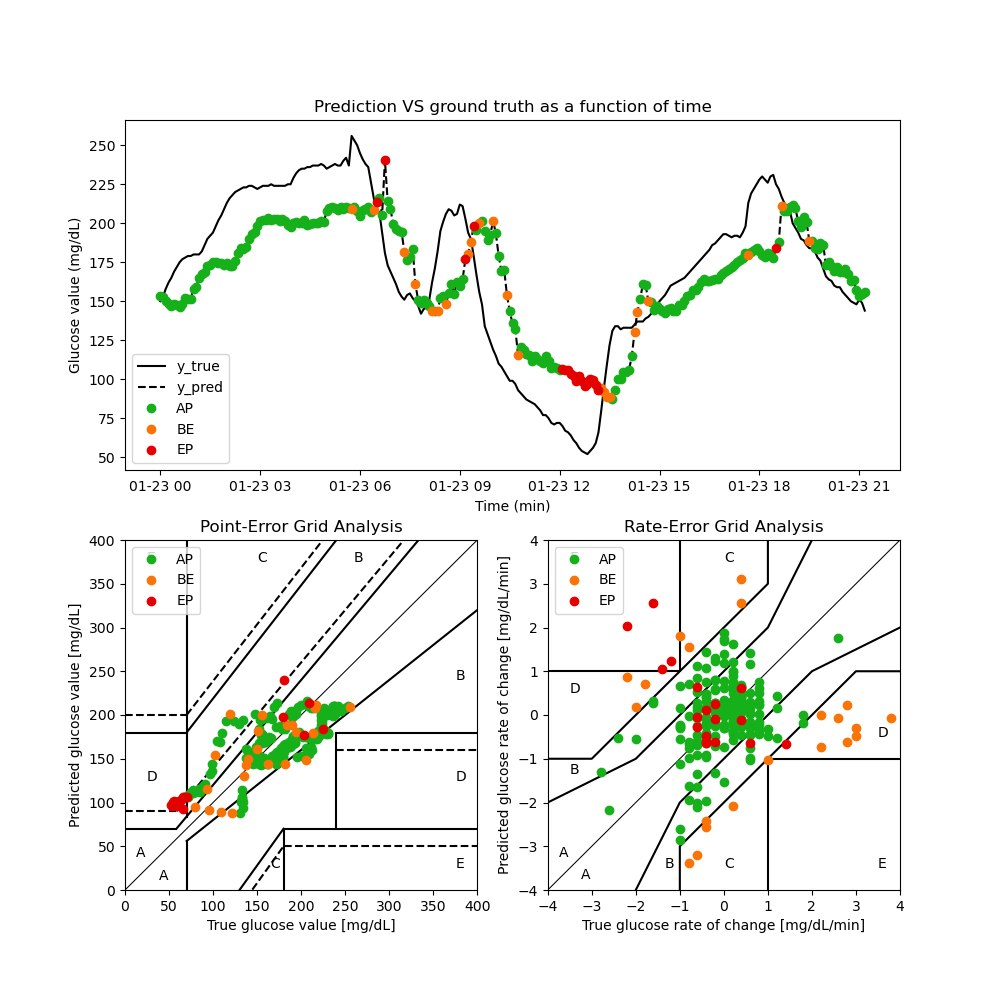 Prediction VS ground truth as a function of time
Glucose value (mg/dL)
250
225
200
175
150
125
100
75
50
y_true
y_pred
AP
BE
EP
01-23 00 01-23 03 01-23 06 01-23 09 01-23 12 01-23 15 01-23 18 01-23 21
Time (min)
Point-Error Grid Analysis
Predicted glucose value [mg/dL]
400
350
300
250
200
150
100
50
0
AP
BE
EP
C B
B
D D
A
A C E
0 50 100 150 200 250 300 350 400
True glucose value [mg/dL]
Rate-Error Grid Analysis
Predicted glucose rate of change [mg/dL/min]
4
3
2
1
0
−1
−2
−3
−4
AP
BE
EP
C
D
D
B
A
A B C E
−4 −3 −2 −1 0 1 2 3 4
True glucose rate of change [mg/dL/min]